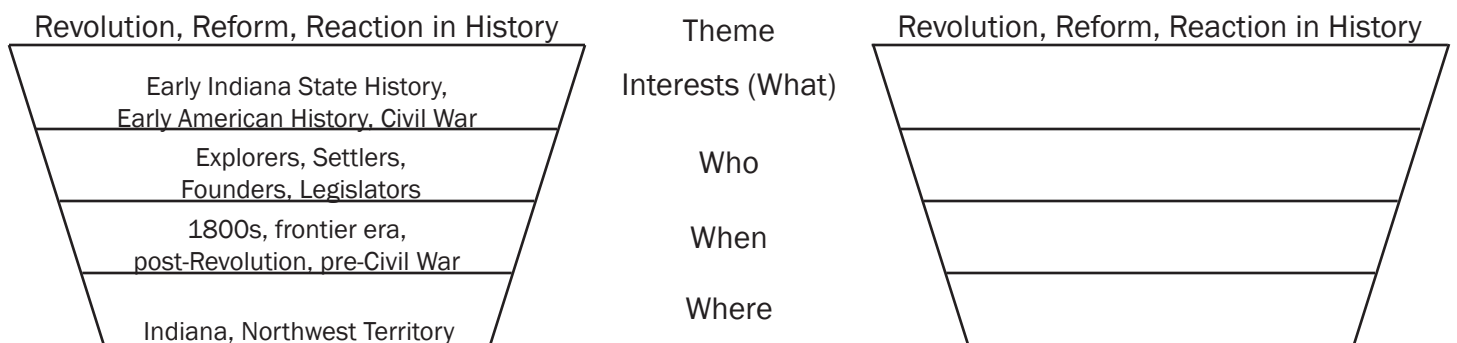 Revolution, Reform, Reaction in History
Early Indiana State History,
Early American History, Civil War
Explorers, Settlers,
Founders, Legislators
1800s, frontier era,
post-Revolution, pre-Civil War
Indiana, Northwest Territory
Theme
Interests (What)
Who
When
Where
Revolution, Reform, Reaction in History